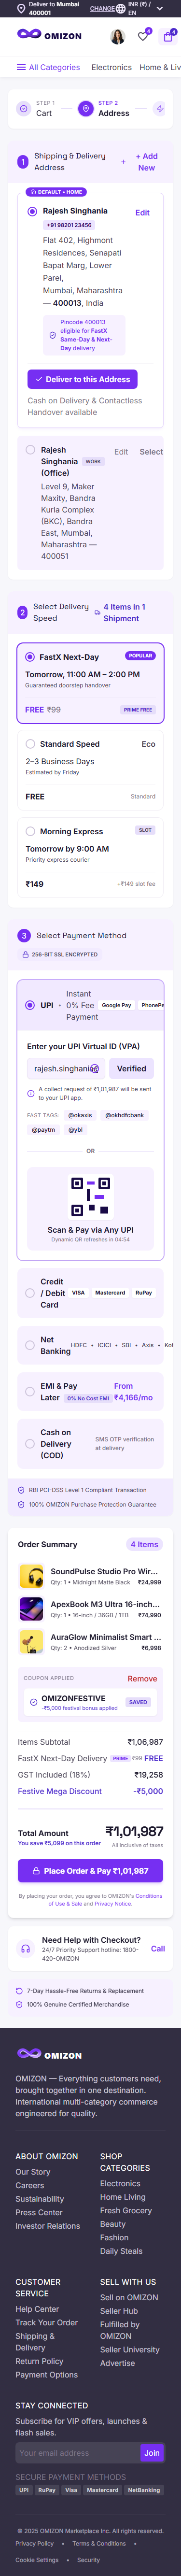 Deliver to Mumbai
400001
CHANGE
INR (₹) /
EN
OMIZON
4
4
All Categories
Electronics
Home & Liv
STEP 1
Cart
STEP 2
Address
1
Shipping & Delivery
Address
+ Add
New
DEFAULT • HOME
Rajesh Singhania
Edit
+91 98201 23456
Flat 402, Highmont
Residences, Senapati
Bapat Marg, Lower
Parel,
Mumbai, Maharashtra
— 400013, India
Pincode 400013
eligible for FastX
Same-Day & Next-
Day delivery
Deliver to this Address
Cash on Delivery & Contactless
Handover available
Rajesh
Singhania
(Office)
WORK
Edit
Select
Level 9, Maker
Maxity, Bandra
Kurla Complex
(BKC), Bandra
East, Mumbai,
Maharashtra —
400051
2
Select Delivery
Speed
4 Items in 1
Shipment
FastX Next-Day
POPULAR
Tomorrow, 11:00 AM – 2:00 PM
Guaranteed doorstep handover
FREE ₹99
PRIME FREE
Standard Speed
Eco
2–3 Business Days
Estimated by Friday
FREE
Standard
Morning Express
SLOT
Tomorrow by 9:00 AM
Priority express courier
₹149
+₹149 slot fee
3
Select Payment Method
256-BIT SSL ENCRYPTED
UPI
•
Instant
0% Fee
Payment
Google Pay
PhonePe
Enter your UPI Virtual ID (VPA)
rajesh.singhania
Verified
A collect request of ₹1,01,987 will be sent
to your UPI app.
FAST TAGS:
@okaxis
@okhdfcbank
@paytm
@ybl
OR
Scan & Pay via Any UPI
Dynamic QR refreshes in 04:54
Credit
/ Debit
Card
VISA
Mastercard
RuPay
Net
Banking
HDFC • ICICI • SBI • Axis • Kot
EMI & Pay
Later
0% No Cost EMI
From
₹4,166/mo
Cash on
Delivery
(COD)
SMS OTP verification
at delivery
RBI PCI-DSS Level 1 Compliant Transaction
100% OMIZON Purchase Protection Guarantee
Order Summary
4 Items
SoundPulse Studio Pro Wir...
Qty: 1 • Midnight Matte Black
₹24,999
ApexBook M3 Ultra 16-inch...
Qty: 1 • 16-inch / 36GB / 1TB
₹74,990
AuraGlow Minimalist Smart ...
Qty: 2 • Anodized Silver
₹6,998
COUPON APPLIED
Remove
OMIZONFESTIVE
-₹5,000 festival bonus applied
SAVED
Items Subtotal
₹1,06,987
FastX Next-Day Delivery PRIME ₹99 FREE
GST Included (18%)
₹19,258
Festive Mega Discount
-₹5,000
Total Amount
You save ₹5,099 on this order
₹1,01,987
All inclusive of taxes
Place Order & Pay ₹1,01,987
By placing your order, you agree to OMIZON's Conditions
of Use & Sale and Privacy Notice.
Need Help with Checkout?
24/7 Priority Support hotline: 1800-
420-OMIZON
Call
7-Day Hassle-Free Returns & Replacement
100% Genuine Certified Merchandise
OMIZON
OMIZON — Everything customers need,
brought together in one destination.
International multi-category commerce
engineered for quality.
ABOUT OMIZON
Our Story
Careers
Sustainability
Press Center
Investor Relations
SHOP
CATEGORIES
Electronics
Home Living
Fresh Grocery
Beauty
Fashion
Daily Steals
CUSTOMER
SERVICE
Help Center
Track Your Order
Shipping &
Delivery
Return Policy
Payment Options
SELL WITH US
Sell on OMIZON
Seller Hub
Fulfilled by
OMIZON
Seller University
Advertise
STAY CONNECTED
Subscribe for VIP offers, launches &
flash sales.
Your email address
Join
SECURE PAYMENT METHODS
UPI
RuPay
Visa
Mastercard
NetBanking
© 2025 OMIZON Marketplace Inc. All rights reserved.
Privacy Policy • Terms & Conditions •
Cookie Settings • Security